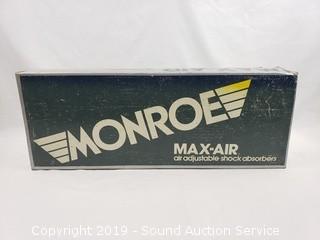 MONROE
MAX-AIR
air adjustable shock absorbers
Copyright 2019 - Sound Auction Service